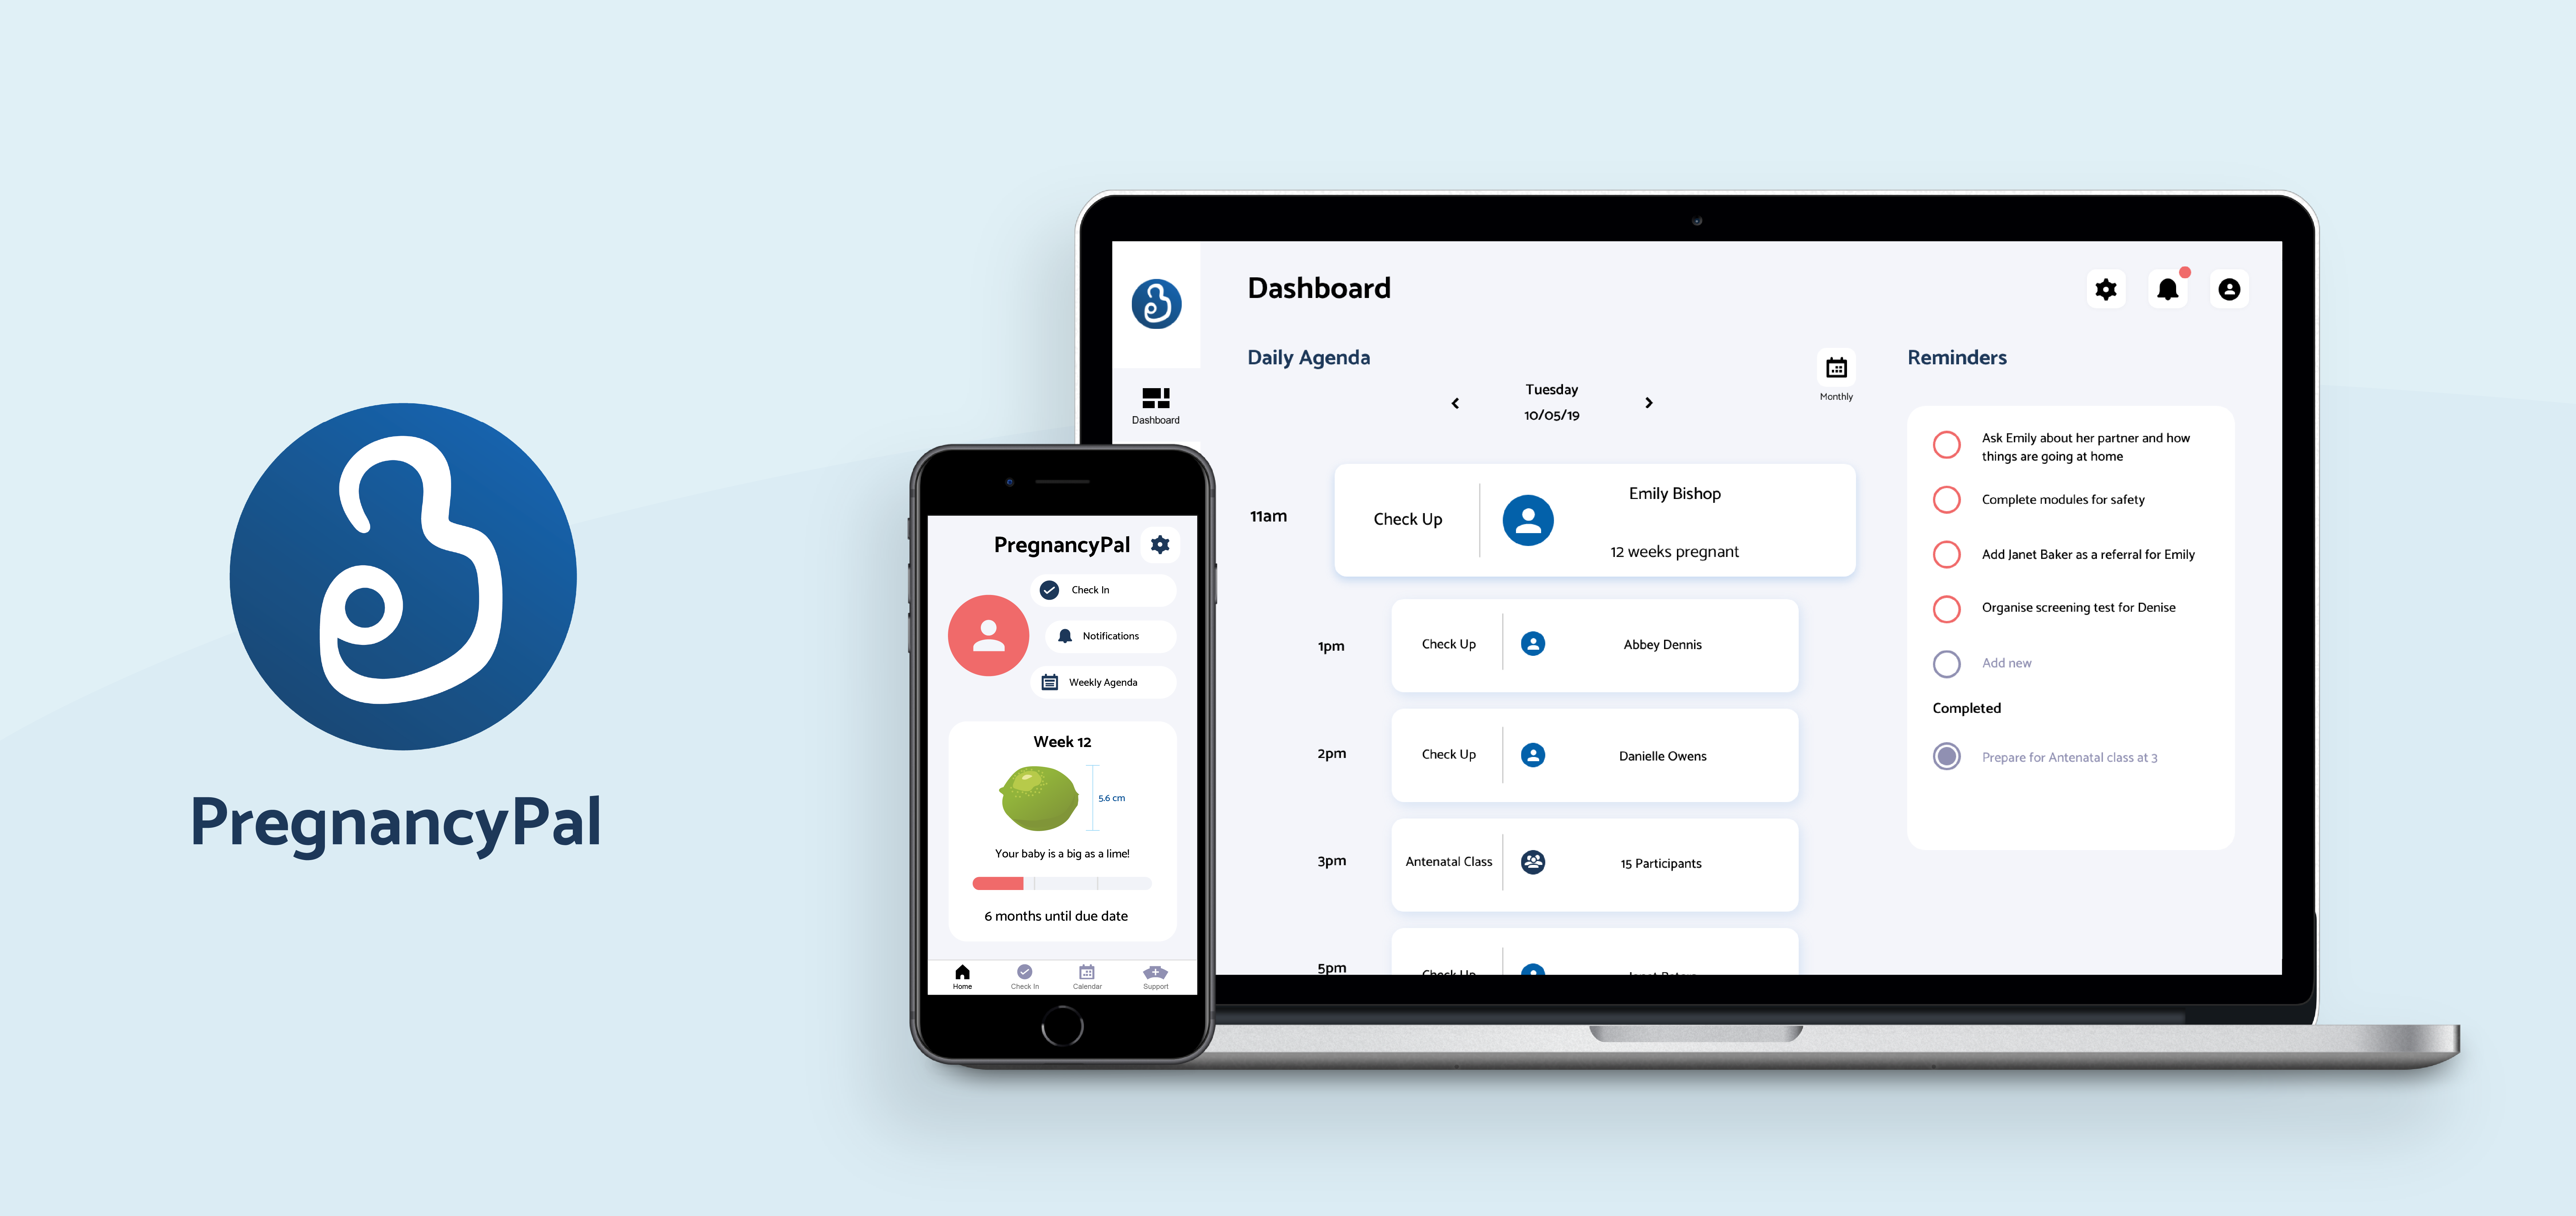 PregnancyPal
PregnancyPal
Check In
Notifications
Weekly Agenda
Week 12
5.6 cm
Your baby is a big as a lime!
6 months until due date
Home
Check In
Calendar
Support
Dashboard
Dashboard
Daily Agenda
Tuesday
10/05/19
Monthly
11am
Check Up
Emily Bishop
12 weeks pregnant
1pm
Check Up
Abbey Dennis
2pm
Check Up
Danielle Owens
3pm
Antenatal Class
15 Participants
5pm
Check Up
Reminders
Ask Emily about her partner and how
things are going at home
Complete modules for safety
Add Janet Baker as a referral for Emily
Organise screening test for Denise
Add new
Completed
Prepare for Antenatal class at 3